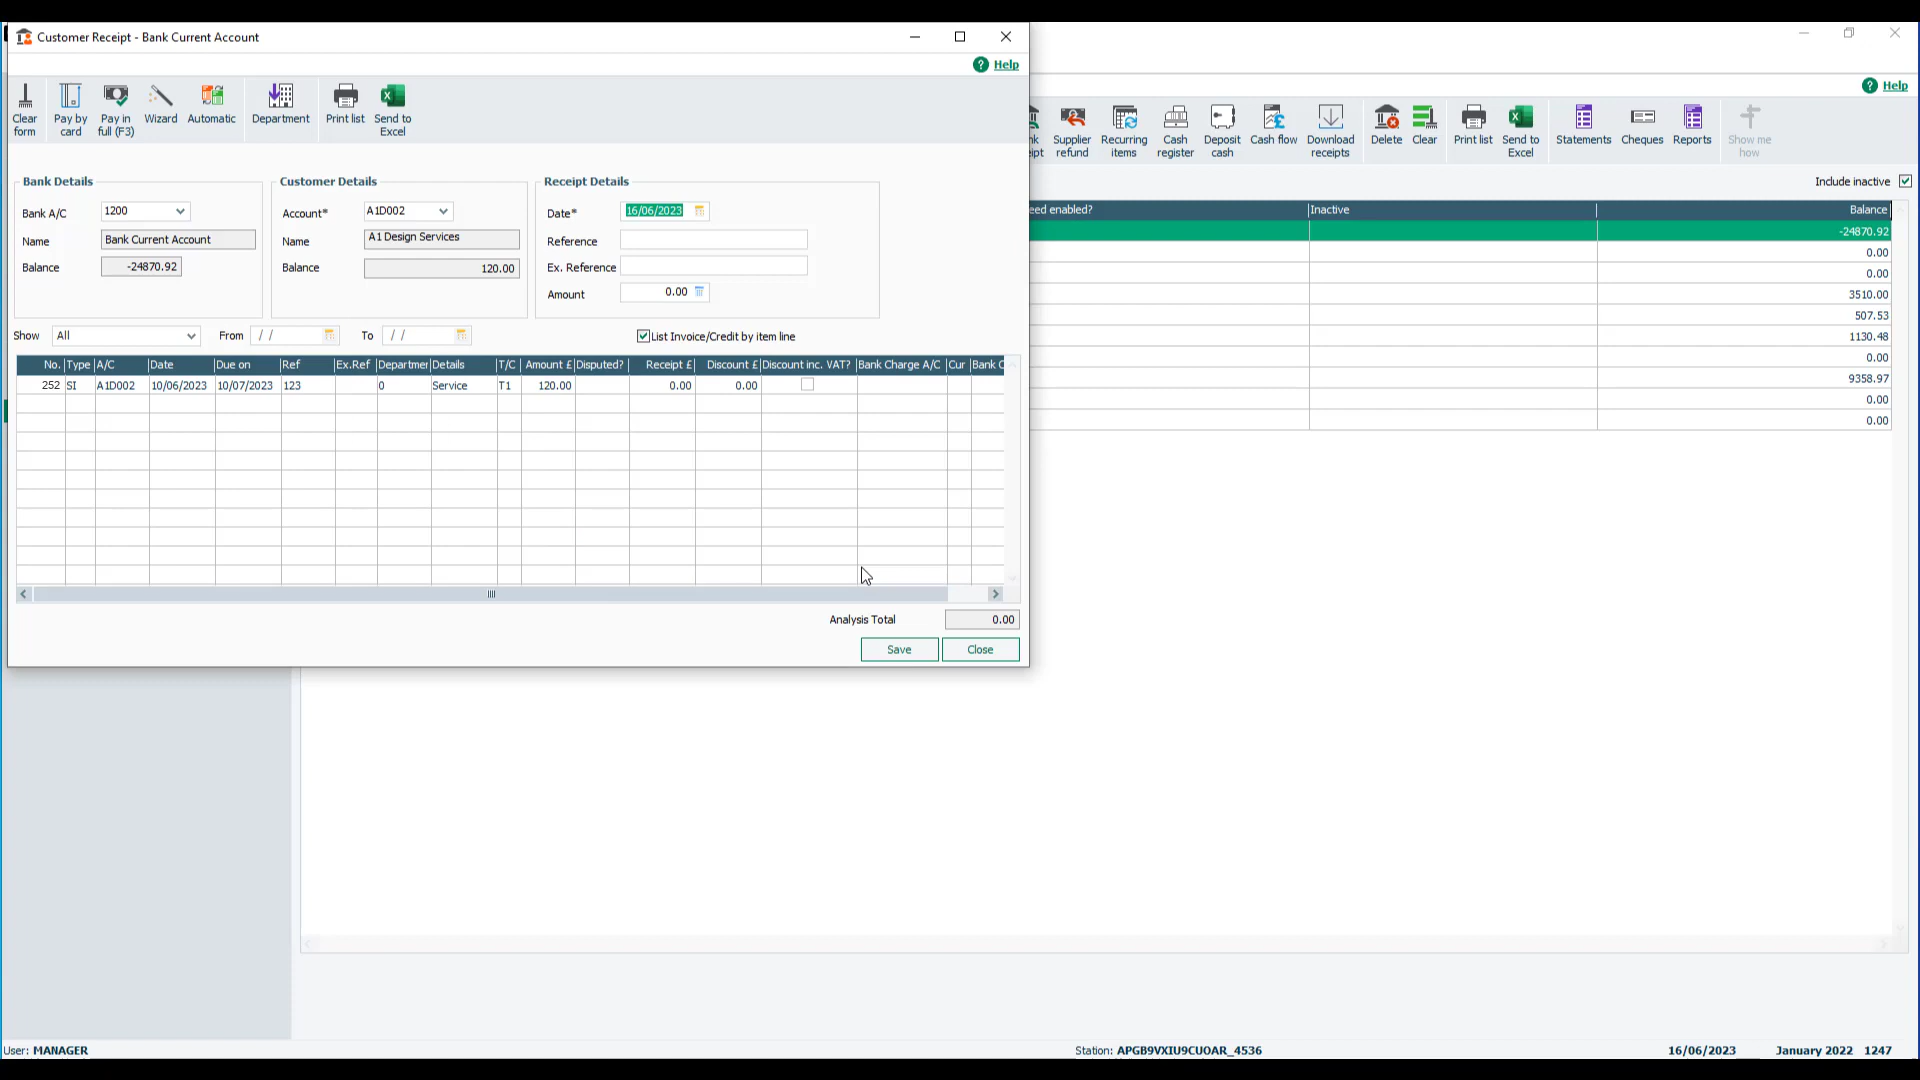 Customer Receipt - Bank Current Account
Help
Clear form
Pay by card
Pay in full (F3)
Wizard
Automatic
Department
Print list
Send to Excel
Bank Details
Bank A/C 1200
Name Bank Current Account
Balance -24870.92
Customer Details
Account* A1D002
Name A1 Design Services
Balance 120.00
Receipt Details
Date* 16/06/2023
Reference
Ex. Reference
Amount 0.00
Show All From / / To / / List Invoice/Credit by item line
No. Type A/C Date Due on Ref Ex.Ref Departmer Details T/C Amount £ Disputed? Receipt £ Discount £ Discount inc. VAT? Bank Charge A/C Cur Bank C
252 SI A1D002 10/06/2023 10/07/2023 123 0 Service T1 120.00 0.00 0.00
Analysis Total 0.00
Save Close
Help
nk
ipt
Supplier refund
Recurring items
Cash register
Deposit cash
Cash flow
Download receipts
Delete
Clear
Print list
Send to Excel
Statements
Cheques
Reports
Show me how
Include inactive
eed enabled? Inactive Balance
-24870.92
0.00
0.00
3510.00
507.53
1130.48
0.00
9358.97
0.00
0.00
User: MANAGER
Station: APGB9VXIU9CUOAR_4536
16/06/2023 January 2022 1247